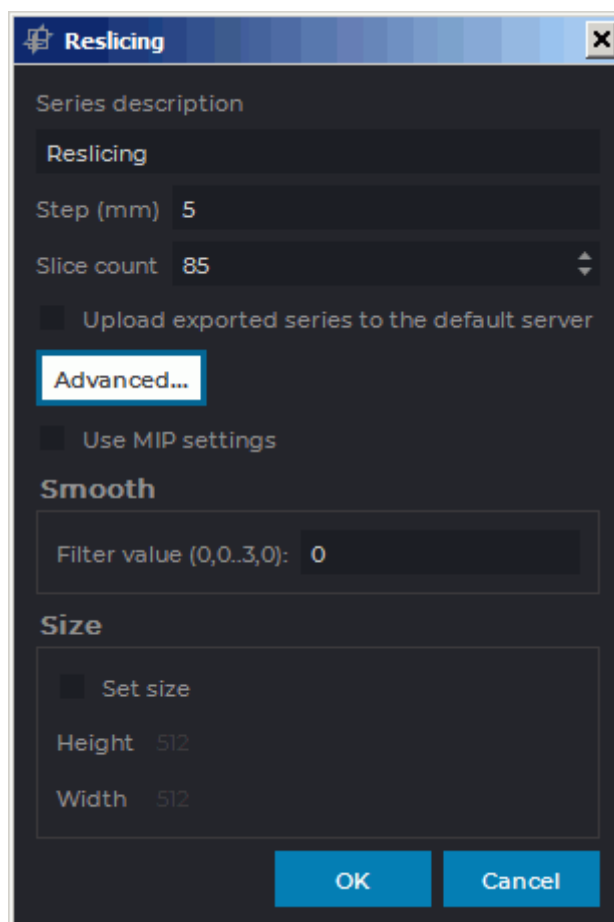 Reslicing
Series description
Reslicing
Step (mm) 5
Slice count 85
Upload exported series to the default server
Advanced...
Use MIP settings
Smooth
Filter value (0,0..3,0): 0
Size
Set size
Height 512
Width 512
OK Cancel